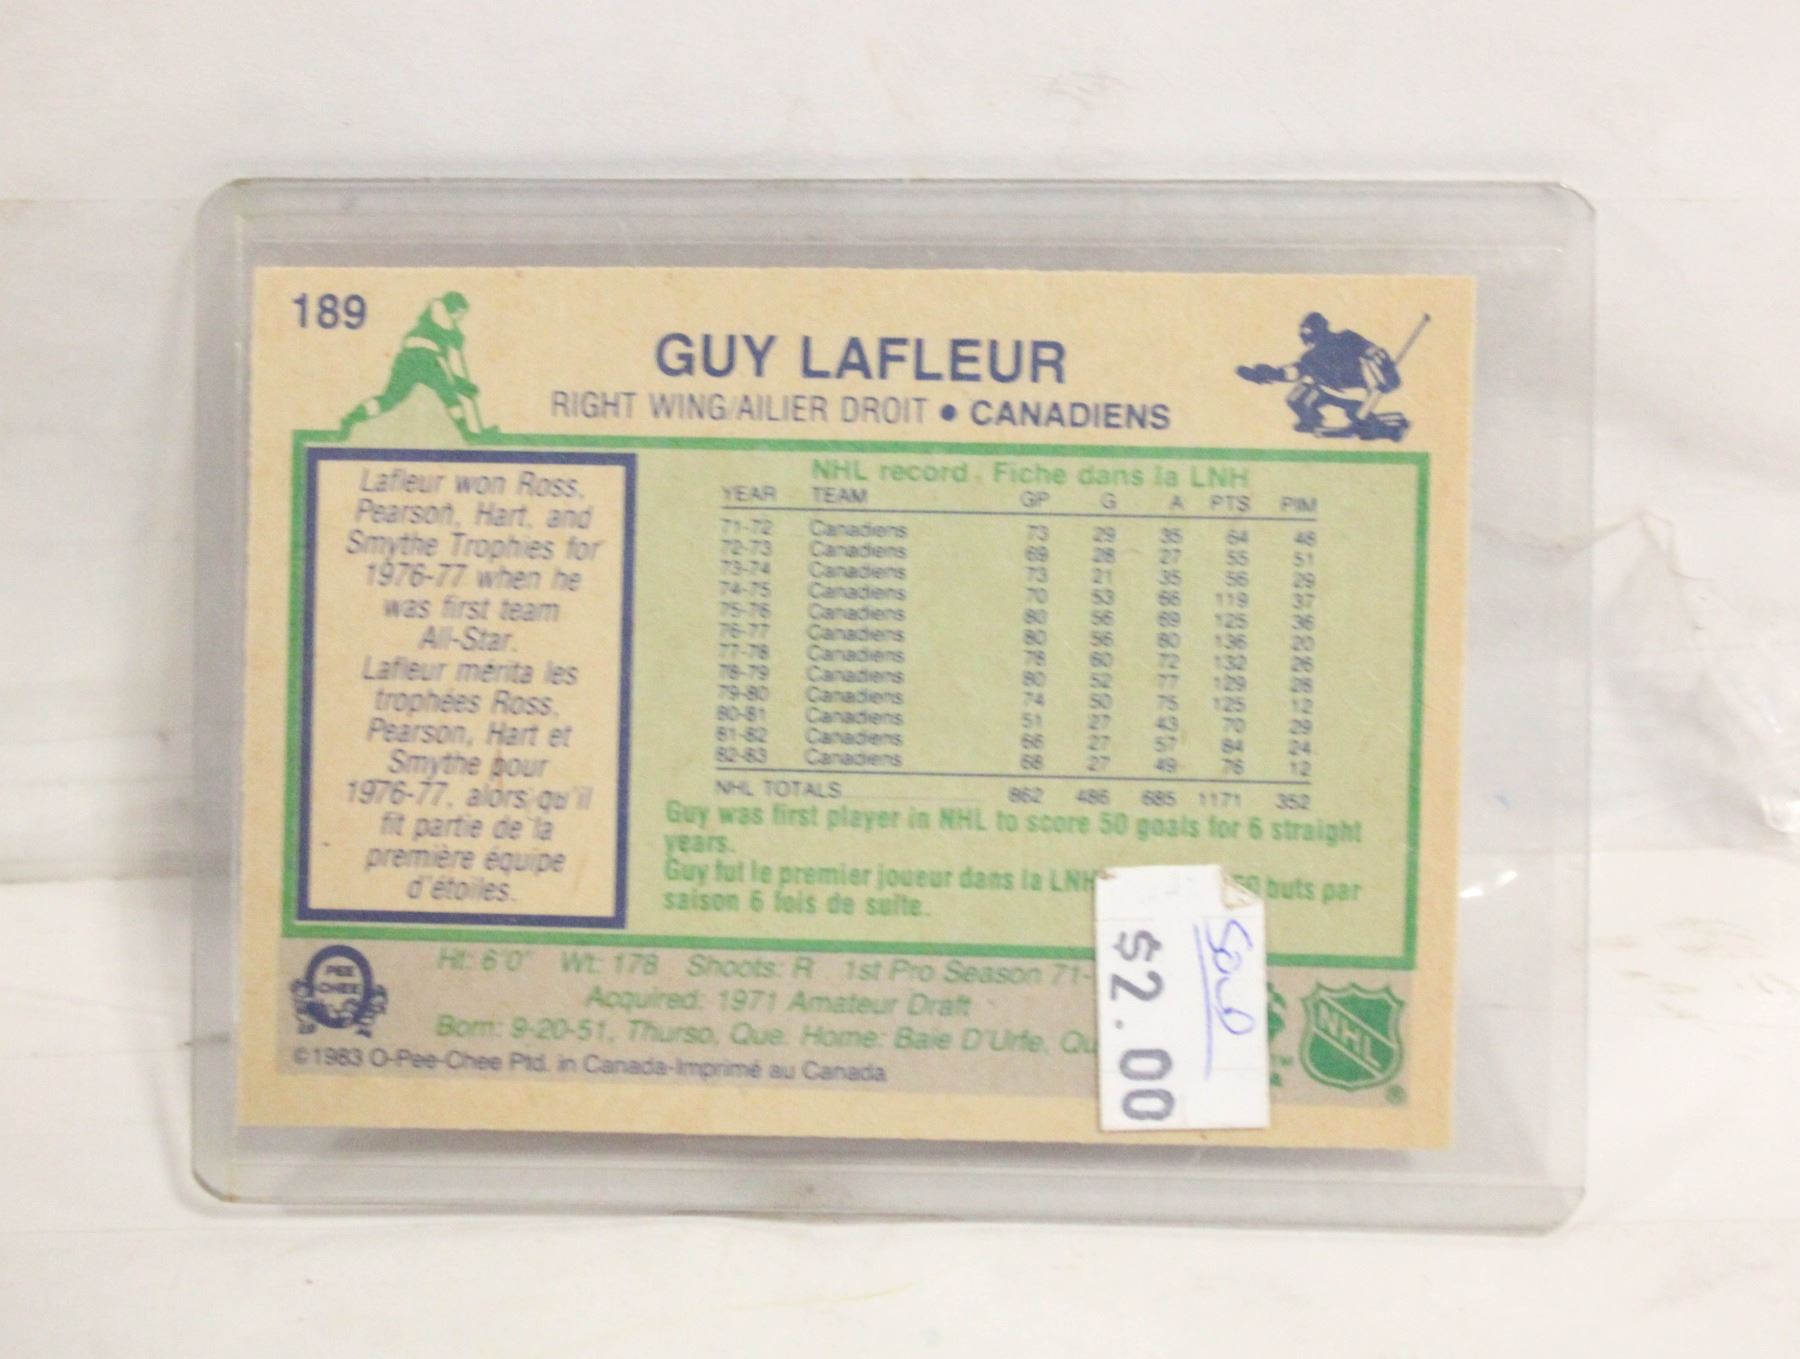 189
GUY LAFLEUR
RIGHT WING/AILIER DROIT • CANADIENS
Lafleur won Ross,
Pearson, Hart, and
Smythe Trophies for
1976-77 when he
was first team
All-Star.
Lafleur mérita les
trophées Ross,
Pearson, Hart et
Smythe pour
1976-77, alors qu'il
fit partie de la
première équipe
d'étoiles.
NHL record . Fiche dans la LNH
YEAR TEAM GP G A PTS PIM
71-72 Canadiens 73 29 35 64 48
72-73 Canadiens 69 28 27 55 51
73-74 Canadiens 73 21 35 56 29
74-75 Canadiens 70 53 66 119 37
75-76 Canadiens 80 56 69 125 36
76-77 Canadiens 80 56 80 136 20
77-78 Canadiens 78 60 72 132 26
78-79 Canadiens 80 52 77 129 28
79-80 Canadiens 74 50 75 125 12
80-81 Canadiens 51 27 43 70 29
81-82 Canadiens 66 27 57 84 24
82-83 Canadiens 68 27 49 76 12
NHL TOTALS 862 486 685 1171 352
Guy was first player in NHL to score 50 goals for 6 straight
years.
Guy fut le premier joueur dans la LNH 50 buts par
saison 6 fois de suite.
PEE
CHEE
Ht: 6'0" Wt: 178 Shoots: R 1st Pro Season 71-
Acquired: 1971 Amateur Draft
Born: 9-20-51, Thurso, Que. Home: Baie D'Urfe, Qu
©1983 O-Pee-Chee Ptd. in Canada-Imprimé au Canada
NHL
®
$2.00